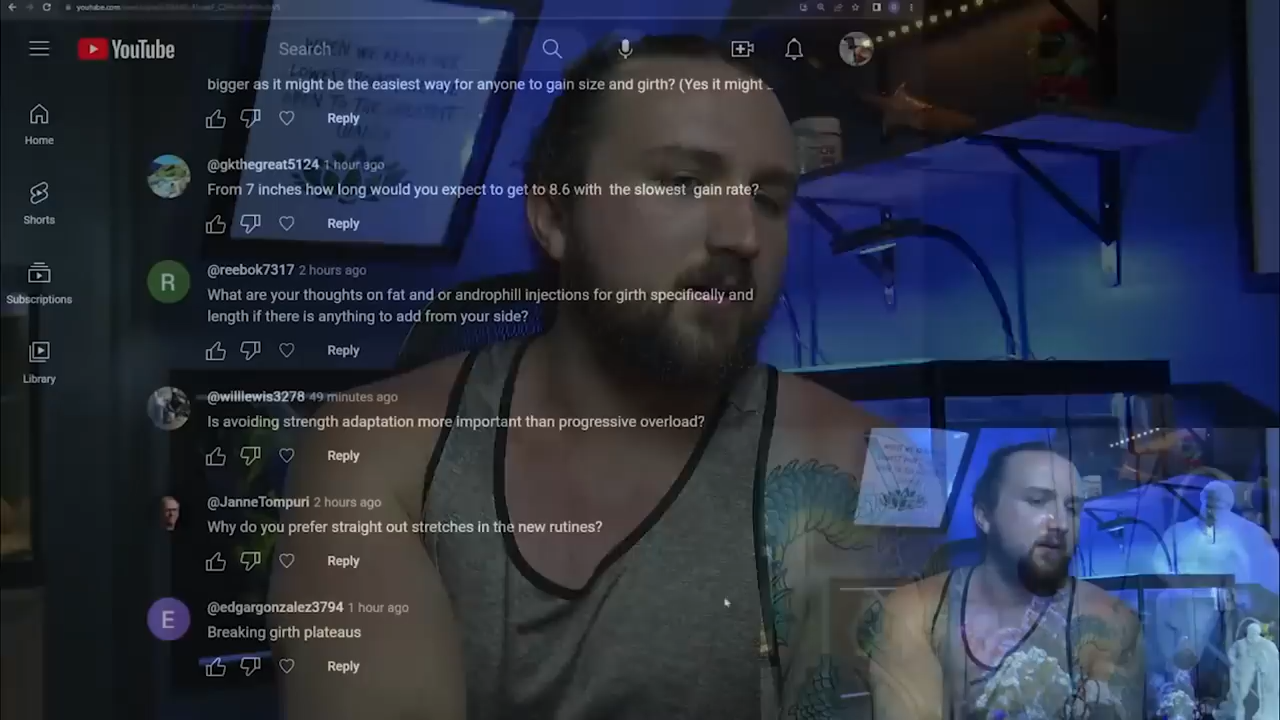 youtube.com
YouTube
Search
Home
Shorts
Subscriptions
Library
bigger as it might be the easiest way for anyone to gain size and girth? (Yes it might
Reply
@gkthegreat5124 1 hour ago
From 7 inches how long would you expect to get to 8.6 with the slowest gain rate?
Reply
R
@reebok7317 2 hours ago
What are your thoughts on fat and or androphill injections for girth specifically and
length if there is anything to add from your side?
Reply
@willlewis3278 49 minutes ago
Is avoiding strength adaptation more important than progressive overload?
Reply
@JanneTompuri 2 hours ago
Why do you prefer straight out stretches in the new rutines?
Reply
E
@edgargonzalez3794 1 hour ago
Breaking girth plateaus
Reply